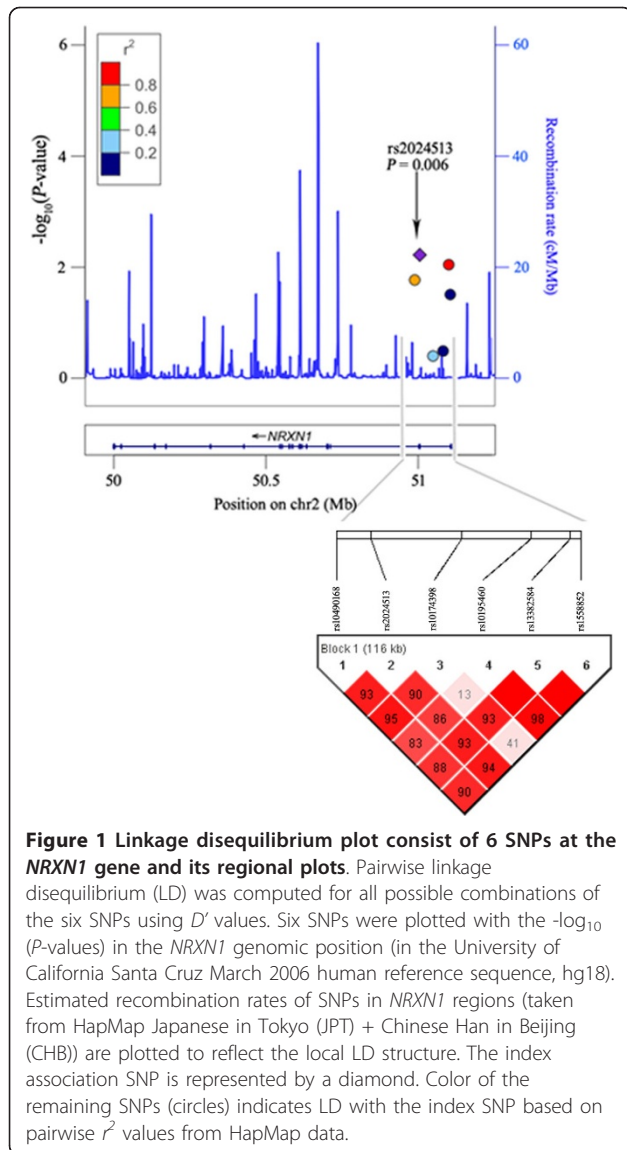 r²
0.8
0.6
0.4
0.2
6
4
2
0
-log₁₀(P-value)
60
40
20
0
Recombination rate (cM/Mb)
rs2024513
P = 0.006
←NRXN1
50
50.5
51
Position on chr2 (Mb)
rs10490168
rs2024513
rs10174398
rs10195460
rs13382584
rs1558852
Block 1 (116 kb)
1 2 3 4 5 6
93 90 13
95 86 93 98
83 93 41
88 94
90
Figure 1 Linkage disequilibrium plot consist of 6 SNPs at the
NRXN1 gene and its regional plots. Pairwise linkage
disequilibrium (LD) was computed for all possible combinations of
the six SNPs using D′ values. Six SNPs were plotted with the -log₁₀
(P-values) in the NRXN1 genomic position (in the University of
California Santa Cruz March 2006 human reference sequence, hg18).
Estimated recombination rates of SNPs in NRXN1 regions (taken
from HapMap Japanese in Tokyo (JPT) + Chinese Han in Beijing
(CHB)) are plotted to reflect the local LD structure. The index
association SNP is represented by a diamond. Color of the
remaining SNPs (circles) indicates LD with the index SNP based on
pairwise r² values from HapMap data.